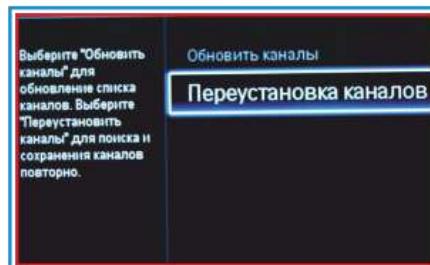 Выберите "Обновить
каналы" для
обновление списка
каналов. Выберите
"Переустановить
каналы" для поиска и
сохранения каналов
повторно.
Обновить каналы
Переустановка каналов